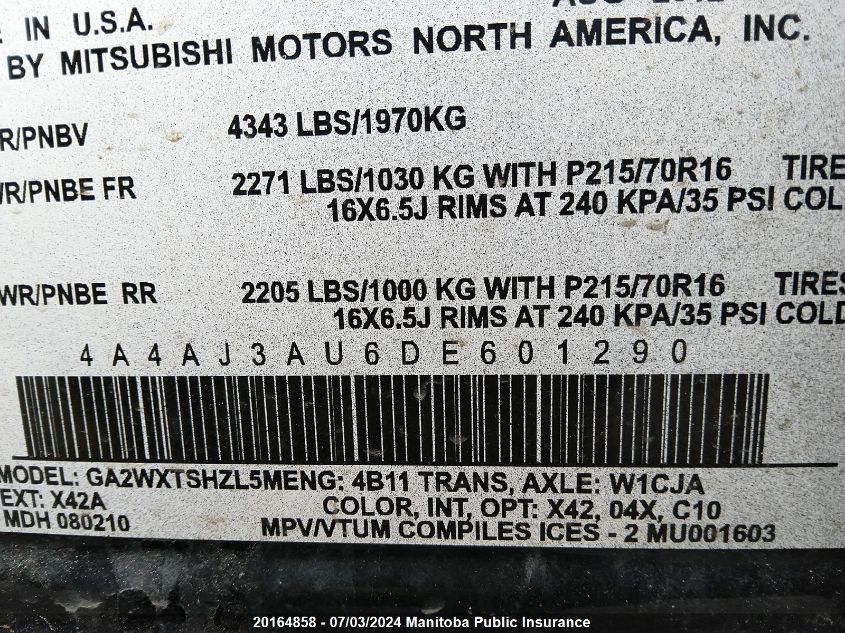 IN U.S.A.
BY MITSUBISHI MOTORS NORTH AMERICA, INC.
R/PNBV 4343 LBS/1970KG
WR/PNBE FR 2271 LBS/1030 KG WITH P215/70R16 TIRE
16X6.5J RIMS AT 240 KPA/35 PSI COL
WR/PNBE RR 2205 LBS/1000 KG WITH P215/70R16 TIRES
16X6.5J RIMS AT 240 KPA/35 PSI COLD
4A4AJ3AU6DE601290
MODEL: GA2WXTSHZL5MENG: 4B11 TRANS, AXLE: W1CJA
EXT: X42A COLOR, INT, OPT: X42, 04X, C10
MDH 080210 MPV/VTUM COMPILES ICES - 2 MU001603
20164858 - 07/03/2024 Manitoba Public Insurance